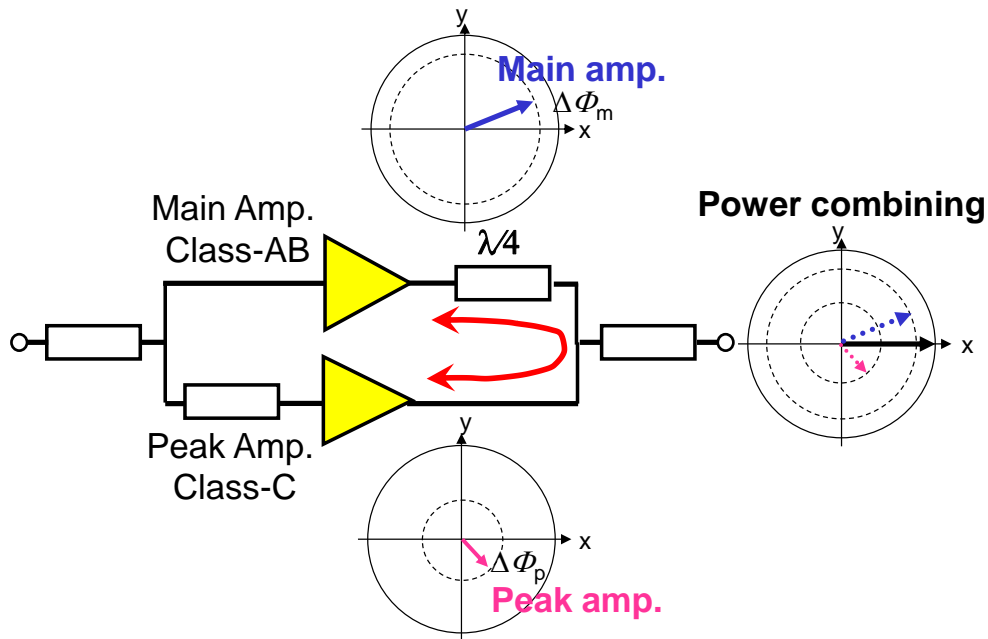 y
Main amp.
ΔΦm
x
Main Amp.
Class-AB
λ/4
Power combining
y
x
Peak Amp.
Class-C
y
x
ΔΦp
Peak amp.